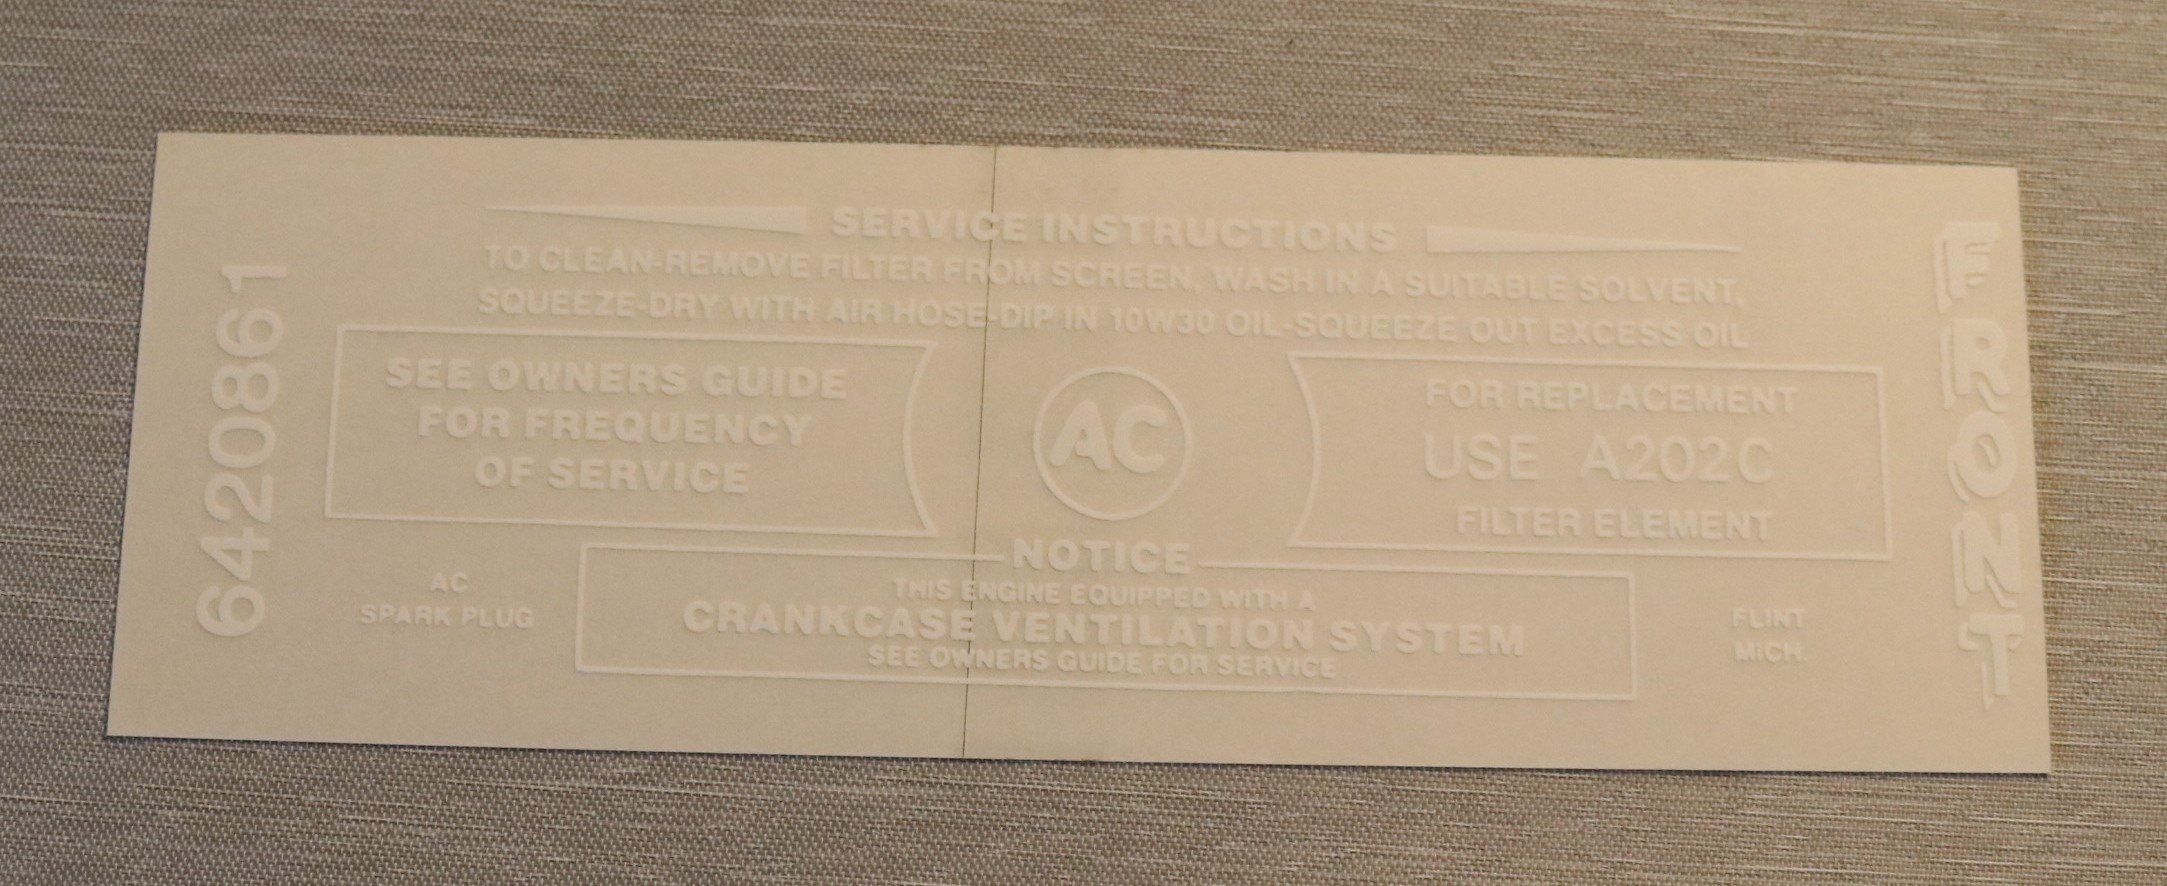 6420861
SERVICE INSTRUCTIONS
TO CLEAN-REMOVE FILTER FROM SCREEN, WASH IN A SUITABLE SOLVENT,
SQUEEZE-DRY WITH AIR HOSE-DIP IN 10W30 OIL-SQUEEZE OUT EXCESS OIL
SEE OWNERS GUIDE
FOR FREQUENCY
OF SERVICE
AC
FOR REPLACEMENT
USE A202C
FILTER ELEMENT
NOTICE
THIS ENGINE EQUIPPED WITH A
CRANKCASE VENTILATION SYSTEM
SEE OWNERS GUIDE FOR SERVICE
AC
SPARK PLUG
FLINT
MICH.
FRONT